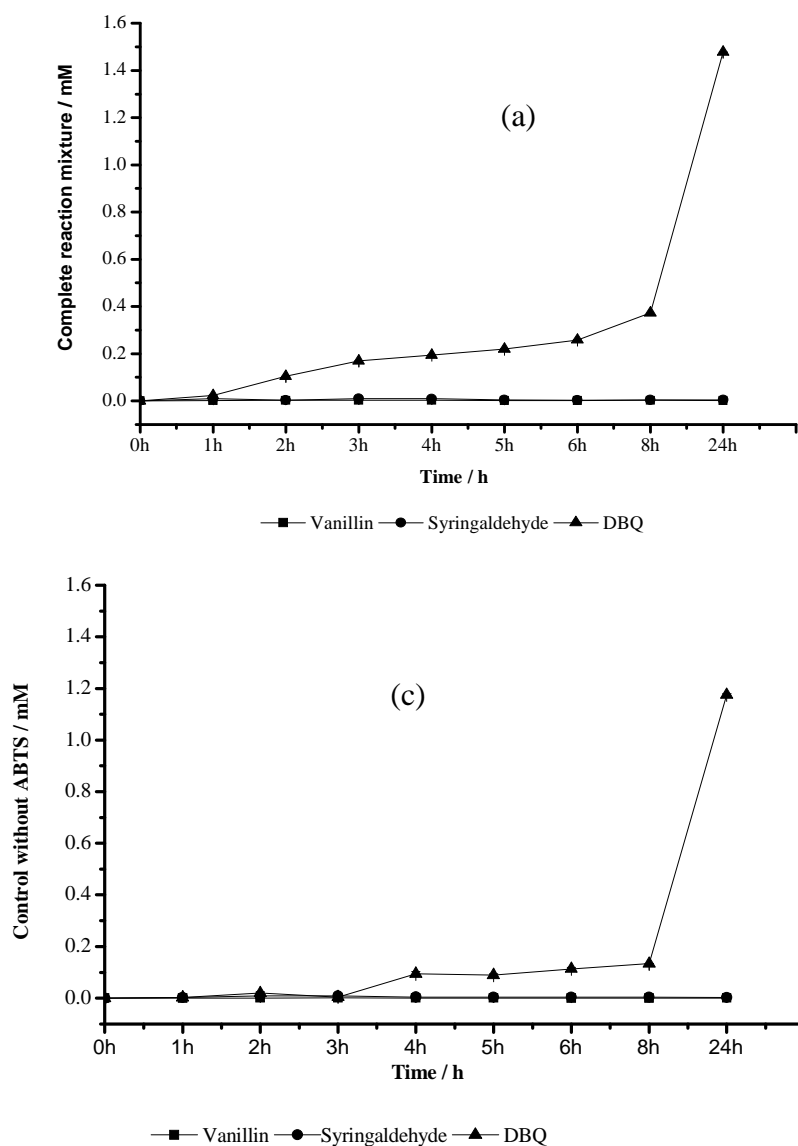 Complete reaction mixture / mM
1.6
1.4
1.2
1.0
0.8
0.6
0.4
0.2
0.0
(a)
0h 1h 2h 3h 4h 5h 6h 8h 24h
Time / h
Vanillin Syringaldehyde DBQ
Control without ABTS / mM
1.6
1.4
1.2
1.0
0.8
0.6
0.4
0.2
0.0
(c)
0h 1h 2h 3h 4h 5h 6h 8h 24h
Time / h
Vanillin Syringaldehyde DBQ